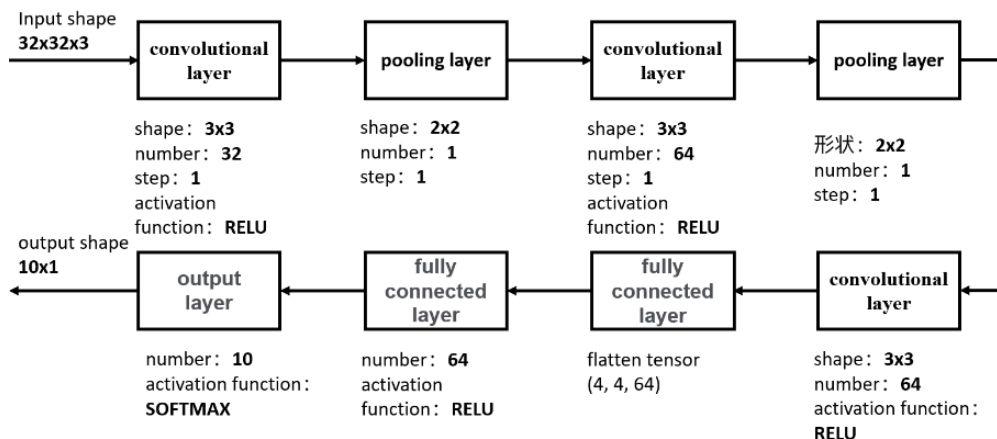 Input shape
32x32x3
convolutional
layer
pooling layer
convolutional
layer
pooling layer
shape：3x3
number：32
step：1
activation
function：RELU
shape：2x2
number：1
step：1
shape：3x3
number：64
step：1
activation
function：RELU
形状：2x2
number：1
step：1
output shape
10x1
output
layer
fully
connected
layer
fully
connected
layer
convolutional
layer
number：10
activation function：
SOFTMAX
number：64
activation
function：RELU
flatten tensor
(4, 4, 64)
shape：3x3
number：64
activation function：
RELU